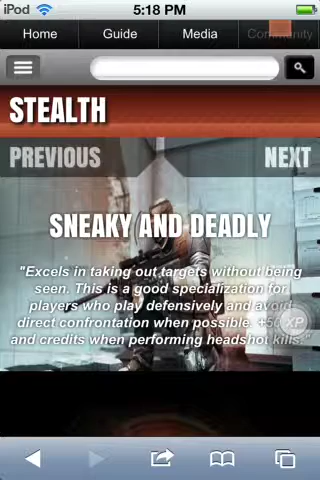 iPod 5:18 PM
Home Guide Media Community
STEALTH
PREVIOUS NEXT
SNEAKY AND DEADLY
"Excels in taking out targets without being
seen. This is a good specialization for
players who play defensively and avoid
direct confrontation when possible. XP
and credits when performing headshot kills."